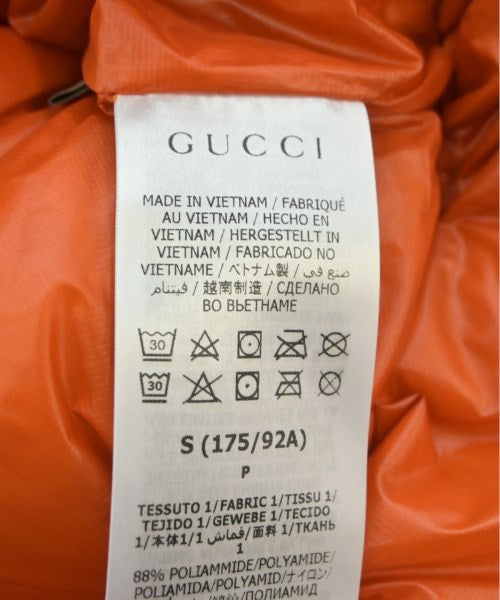 GUCCI
MADE IN VIETNAM / FABRIQUÉ
AU VIETNAM / HECHO EN
VIETNAM / HERGESTELLT IN
VIETNAM / FABRICADO NO
VIETNAME / ベトナム製 / صنع في
فيتنام / 越南制造 / СДЕЛАНО
ВО ВЬЕТНАМЕ
30
30
S (175/92A)
P
TESSUTO 1/FABRIC 1/TISSU 1/
TEJIDO 1/GEWEBE 1/TECIDO
1/本体1/1 قماش/面料 1/ТКАНЬ
1
88% POLIAMMIDE/POLYAMIDE/
POLIAMIDA/POLYAMID/ナイロン/